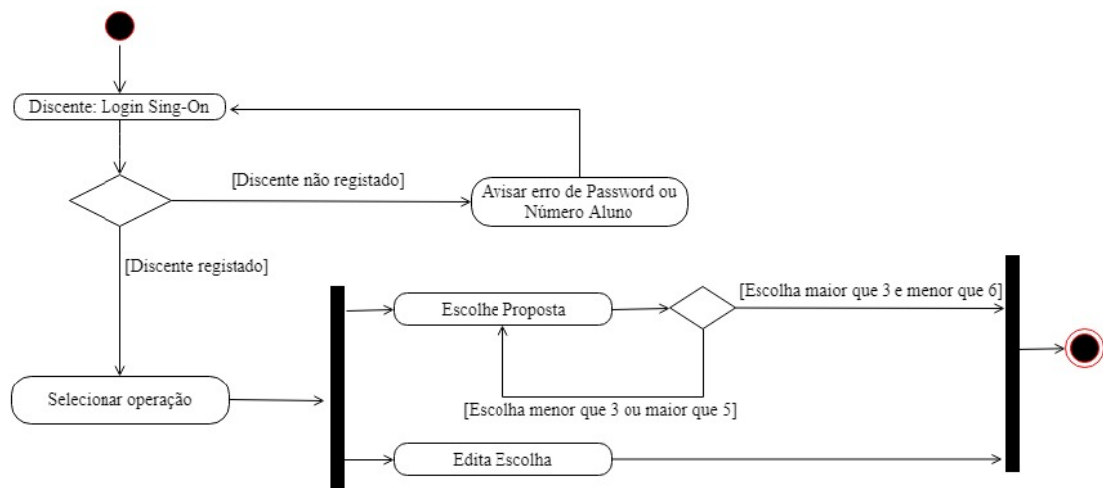 Discente: Login Sing-On
[Discente não registado]
Avisar erro de Password ou
Número Aluno
[Discente registado]
[Escolha maior que 3 e menor que 6]
Escolhe Proposta
Selecionar operação
[Escolha menor que 3 ou maior que 5]
Edita Escolha